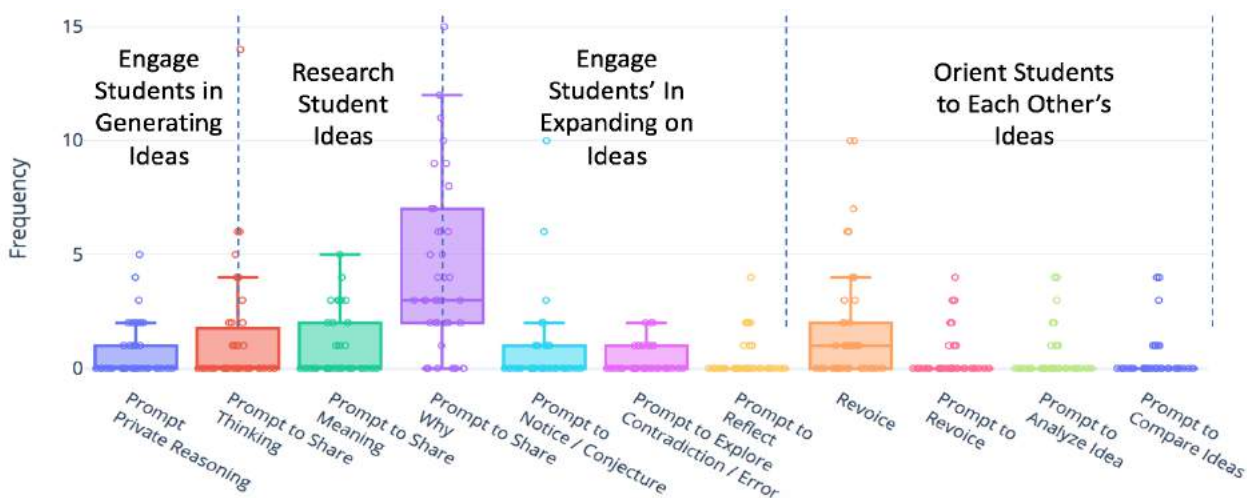 15
10
5
0
Frequency
Engage
Students in
Generating
Ideas
Research
Student
Ideas
Engage
Students' In
Expanding on
Ideas
Orient Students
to Each Other's
Ideas
Prompt
Private Reasoning
Prompt to Share
Thinking
Prompt to Share
Meaning
Prompt to Share
Why
Prompt to
Notice / Conjecture
Prompt to Explore
Contradiction / Error
Prompt to
Reflect
Revoice
Prompt to
Revoice
Prompt to
Analyze Idea
Prompt to
Compare Ideas